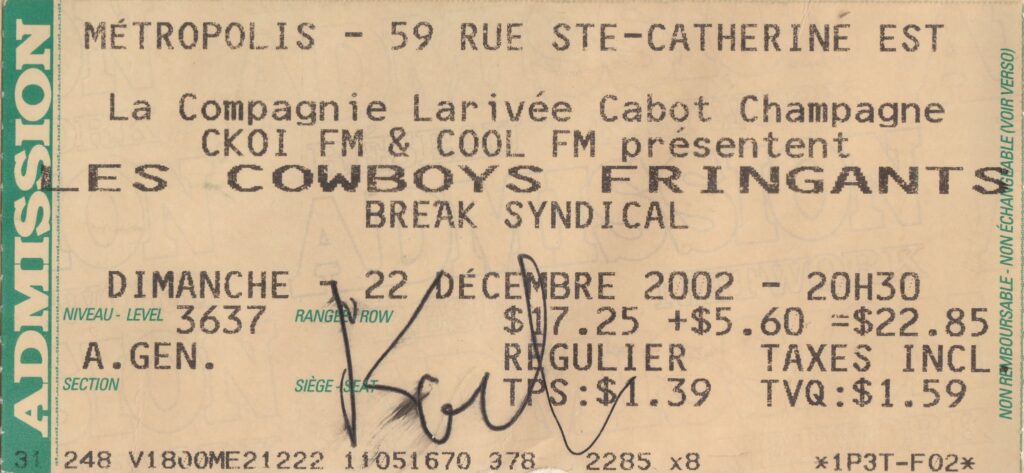 ADMISSION
MÉTROPOLIS - 59 RUE STE-CATHERINE EST
La Compagnie Larivée Cabot Champagne
CKOI FM & COOL FM présentent
LES COWBOYS FRINGANTS
BREAK SYNDICAL
DIMANCHE - 22 DÉCEMBRE 2002 - 20H30
NIVEAU - LEVEL 3637 RANGÉE - ROW $17.25 +$5.60 =$22.85
A.GEN. RÉGULIER TAXES INCL
SECTION SIÈGE - SEAT TPS:$1.39 TVQ:$1.59
31 248 V1800ME21222 11051670 378 2285 x8 *1P3T-F02*
NON REMBOURSABLE - NON ÉCHANGEABLE (VOIR VERSO)